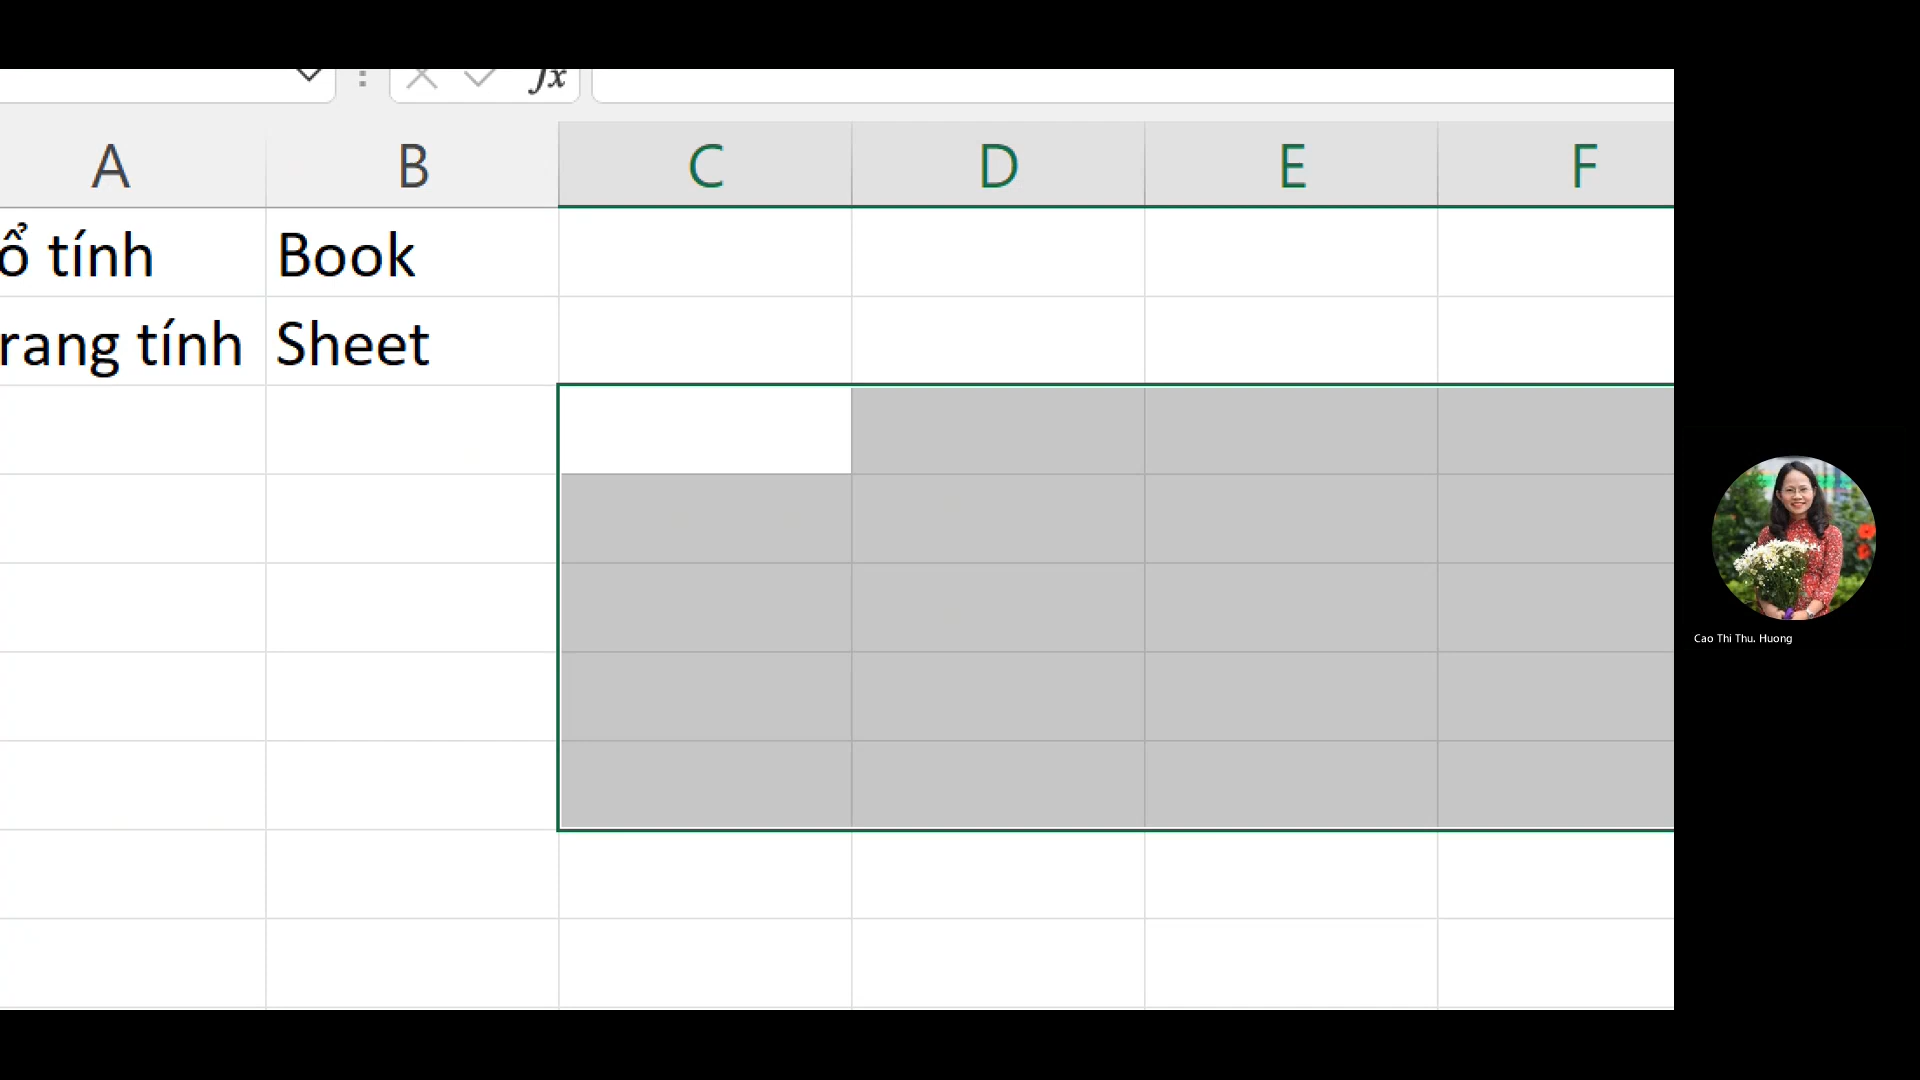 fx
A B C D E F
ổ tính Book
rang tính Sheet
Cao Thi Thu. Huong